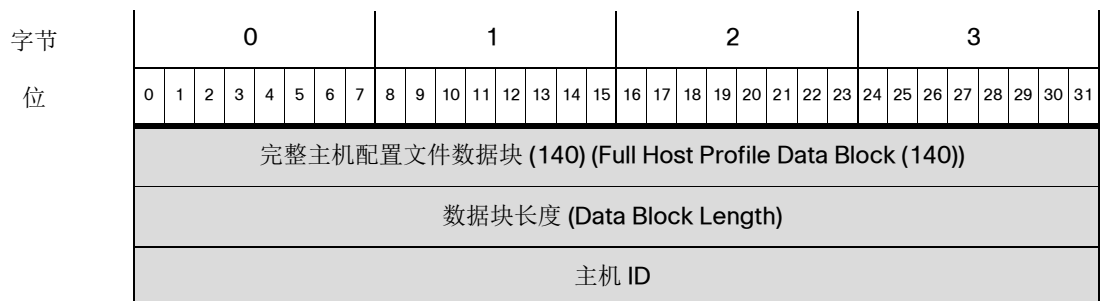 字节 0 1 2 3
位 0 1 2 3 4 5 6 7 8 9 10 11 12 13 14 15 16 17 18 19 20 21 22 23 24 25 26 27 28 29 30 31
完整主机配置文件数据块 (140) (Full Host Profile Data Block (140))
数据块长度 (Data Block Length)
主机 ID